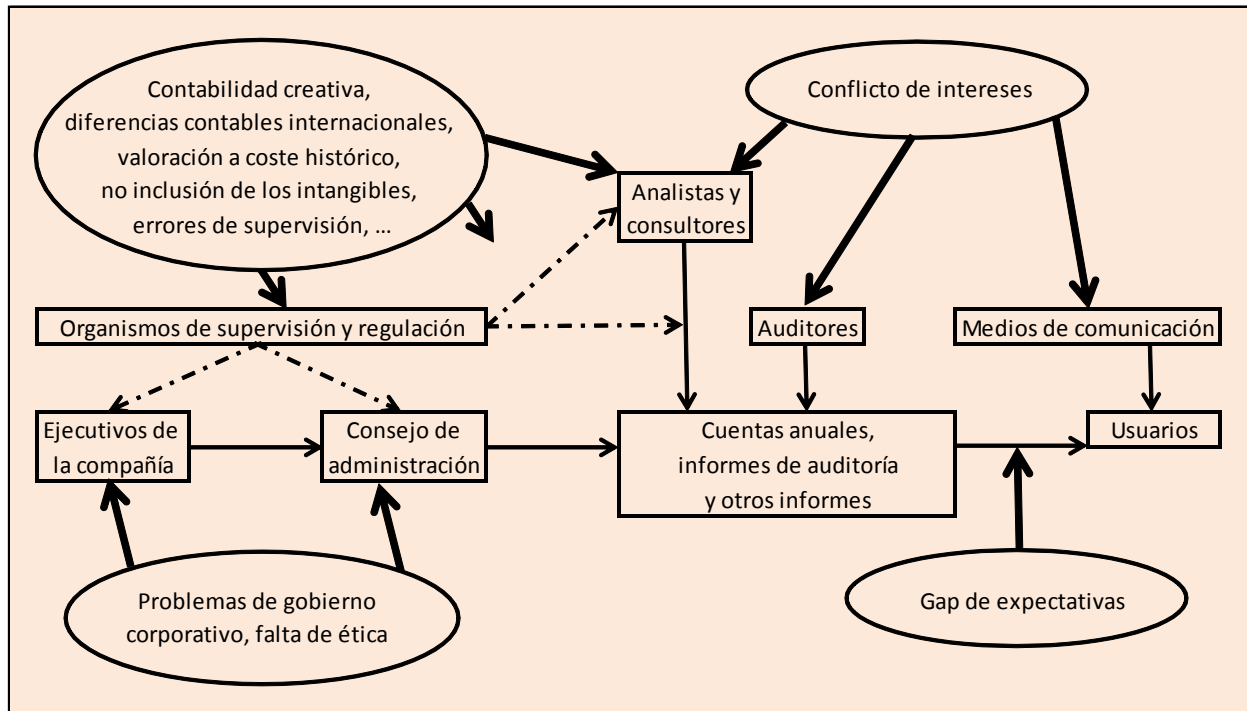 Contabilidad creativa,
diferencias contables internacionales,
valoración a coste histórico,
no inclusión de los intangibles,
errores de supervisión, ...
Conflicto de intereses
Analistas y
consultores
Organismos de supervisión y regulación
Auditores
Medios de comunicación
Ejecutivos de
la compañía
Consejo de
administración
Cuentas anuales,
informes de auditoría
y otros informes
Usuarios
Problemas de gobierno
corporativo, falta de ética
Gap de expectativas